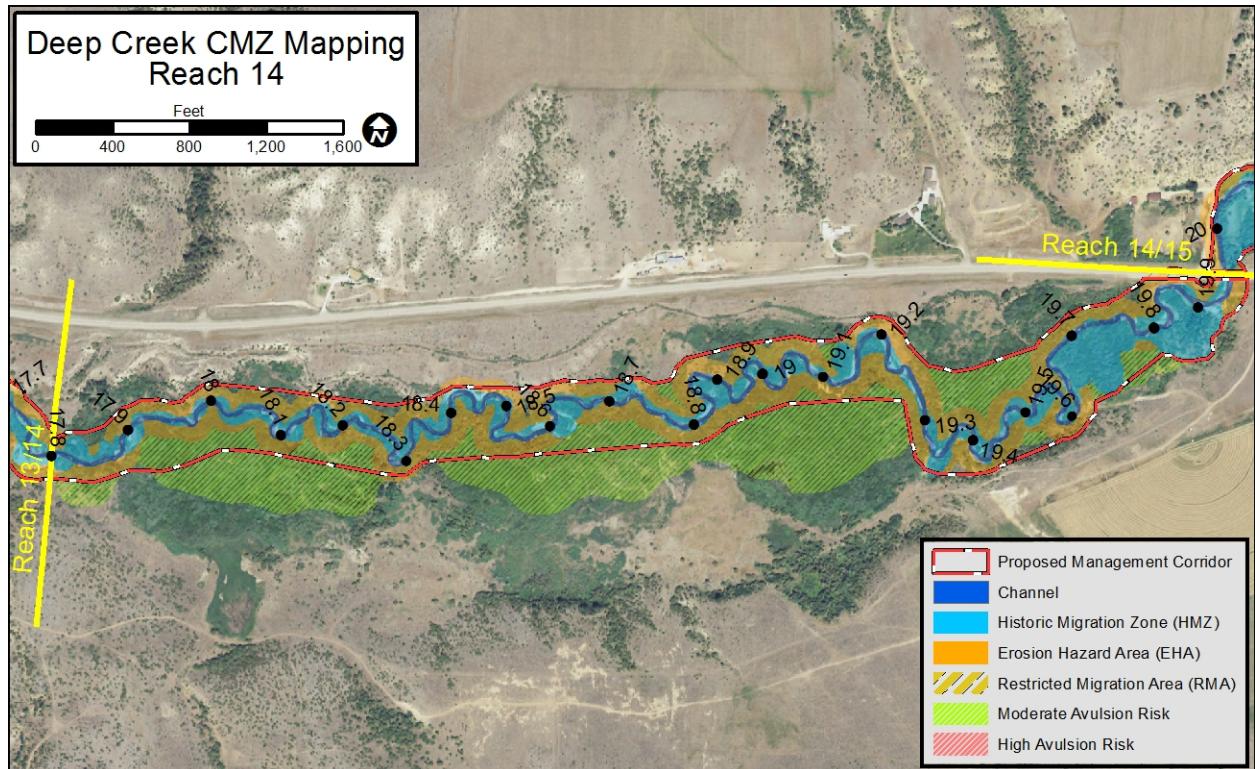 Deep Creek CMZ Mapping
Reach 14
Feet
0 400 800 1,200 1,600
N
Reach 13/14
Reach 14/15
17.7
17.8
17.9
18
18.1
18.2
18.3
18.4
18.5
18.6
18.7
18.8
18.9
19
19.1
19.2
19.3
19.4
19.5
19.6
19.7
19.8
19.9
20
Proposed Management Corridor
Channel
Historic Migration Zone (HMZ)
Erosion Hazard Area (EHA)
Restricted Migration Area (RMA)
Moderate Avulsion Risk
High Avulsion Risk